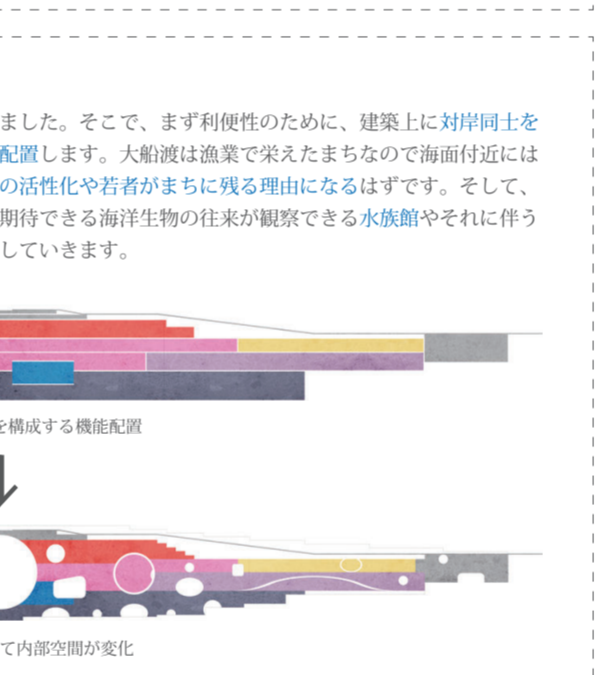 ました。そこで、まず利便性のために、建築上に対岸同士を
配置します。大船渡は漁業で栄えたまちなので海面付近には
の活性化や若者がまちに残る理由になるはずです。そして、
期待できる海洋生物の往来が観察できる水族館やそれに伴う
していきます。
を構成する機能配置
て内部空間が変化